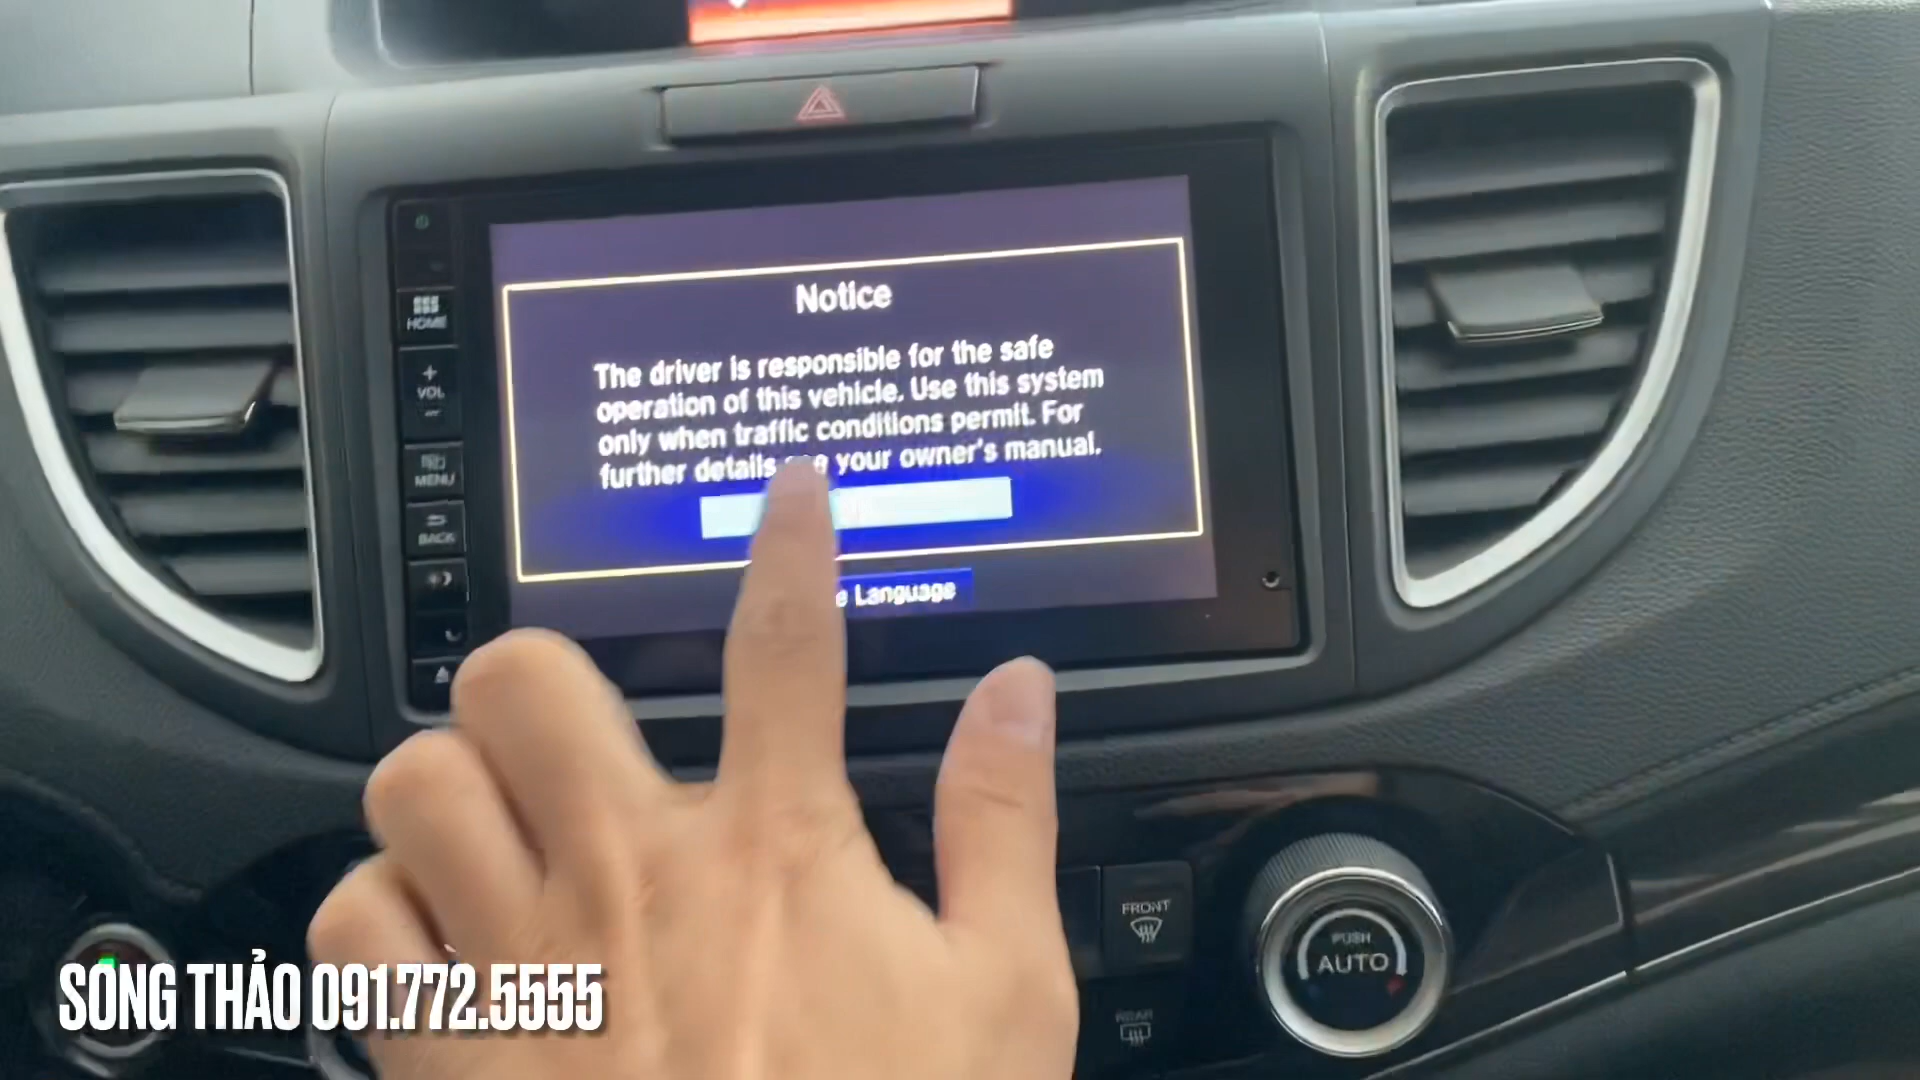 HOME
+
VOL
-
MENU
BACK
Notice
The driver is responsible for the safe
operation of this vehicle. Use this system
only when traffic conditions permit. For
further details see your owner's manual.
Language
FRONT
PUSH
AUTO
REAR
SONG THẢO 091.772.5555